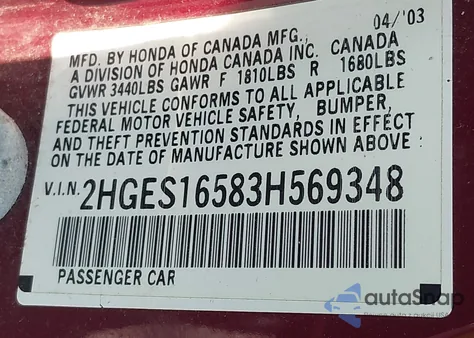 04/'03
MFD. BY HONDA OF CANADA MFG.,
A DIVISION OF HONDA CANADA INC. CANADA
GVWR 3440LBS GAWR F 1810LBS R 1680LBS
THIS VEHICLE CONFORMS TO ALL APPLICABLE
FEDERAL MOTOR VEHICLE SAFETY, BUMPER,
AND THEFT PREVENTION STANDARDS IN EFFECT
ON THE DATE OF MANUFACTURE SHOWN ABOVE :
V.I.N. 2HGES16583H569348
PASSENGER CAR
autoSnap